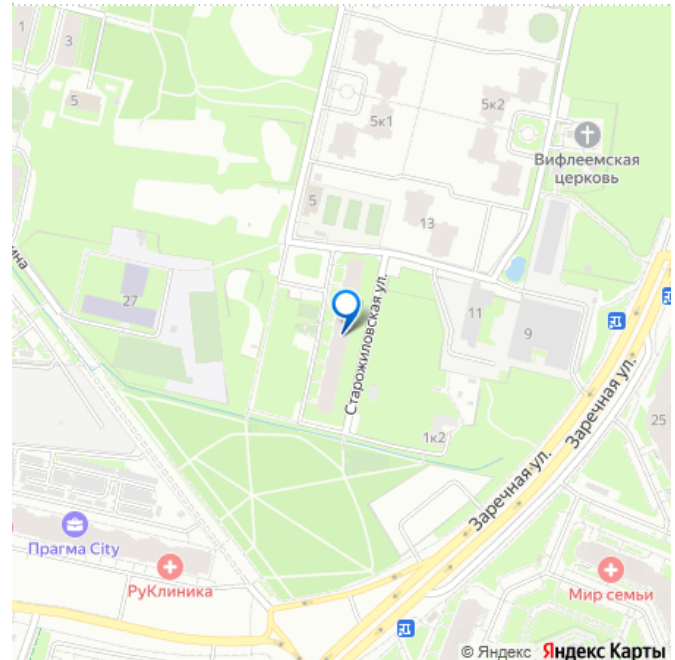 1
3
5
5к1
5к2
Вифлеемская
церковь
5
13
ина
27
11
9
Старожиловская ул.
Заречная ул.
25
1к2
Заречная ул.
Прагма City
РуКлиника
Мир семьи
© Яндекс Яндекс Карты